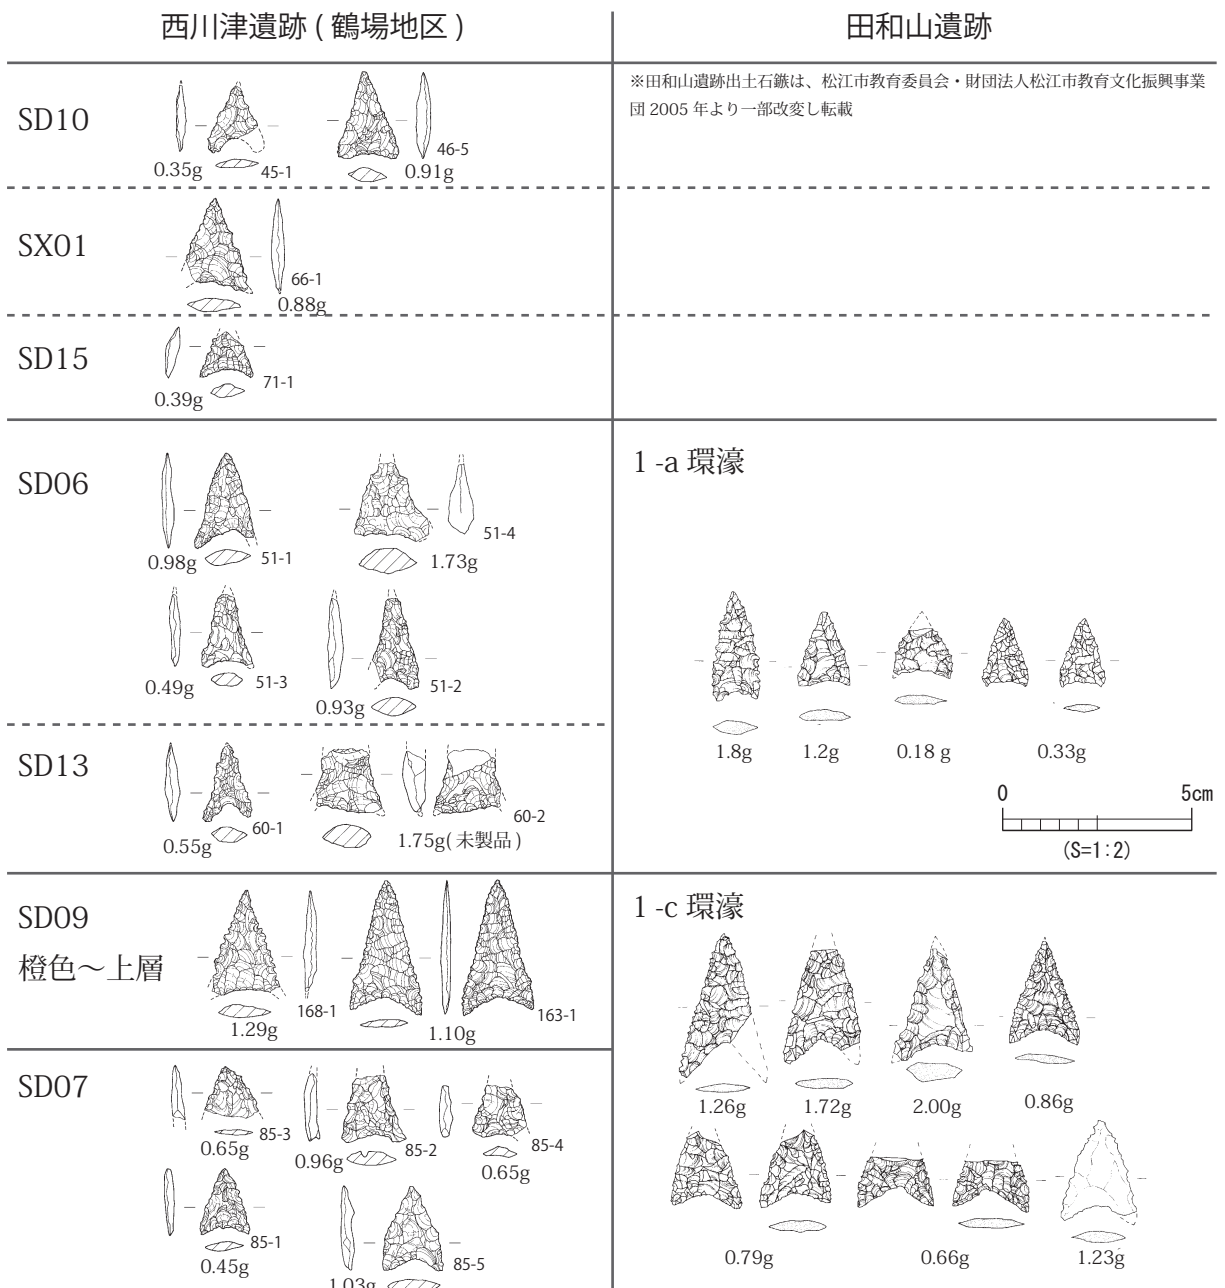 西川津遺跡 ( 鶴場地区 )
田和山遺跡
※田和山遺跡出土石鏃は、松江市教育委員会・財団法人松江市教育文化振興事業
団 2005 年より一部改変し転載
SD10
0.35g
45-1
46-5
0.91g
SX01
66-1
0.88g
SD15
71-1
0.39g
SD06
0.98g
51-1
51-4
1.73g
0.49g
51-3
0.93g
51-2
1 -a 環濠
1.8g
1.2g
0.18 g
0.33g
0
5cm
(S=1:2)
SD13
0.55g
60-1
1.75g( 未製品 )
60-2
SD09
橙色～上層
1.29g
168-1
1.10g
163-1
1 -c 環濠
1.26g
1.72g
2.00g
0.86g
0.79g
0.66g
1.23g
SD07
85-3
0.65g
0.96g
85-2
85-4
0.65g
85-1
0.45g
85-5
1.03g